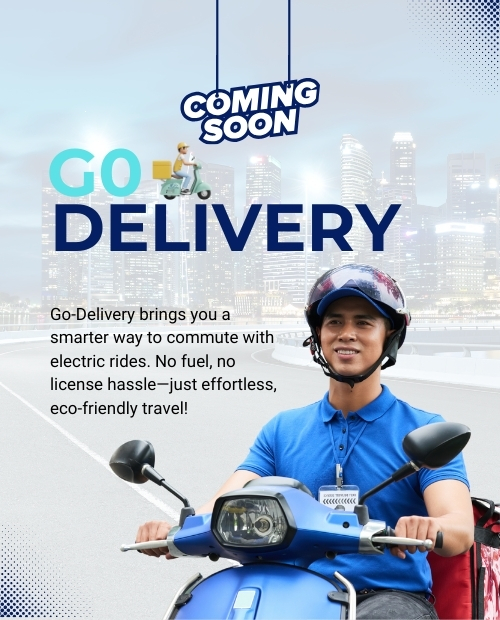 COMING
SOON
GO
DELIVERY
Go-Delivery brings you a
smarter way to commute with
electric rides. No fuel, no
license hassle—just effortless,
eco-friendly travel!